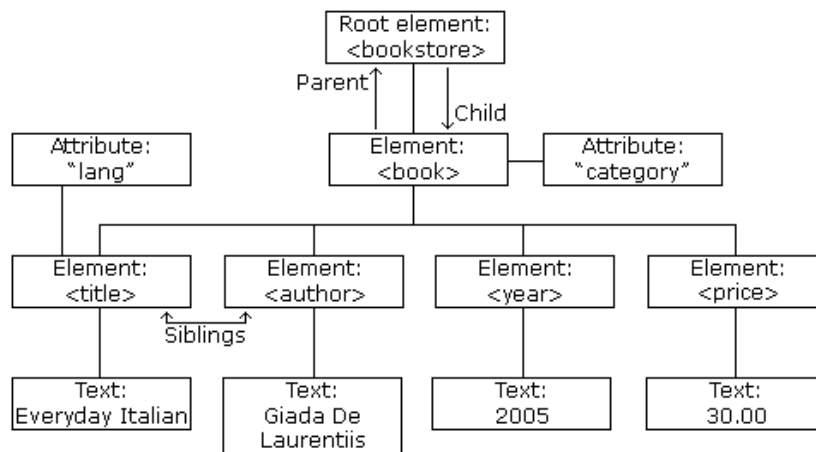 Root element:
<bookstore>
Parent
Child
Attribute:
“lang”
Element:
<book>
Attribute:
“category”
Element:
<title>
Element:
<author>
Element:
<year>
Element:
<price>
Siblings
Text:
Everyday Italian
Text:
Giada De
Laurentiis
Text:
2005
Text:
30.00